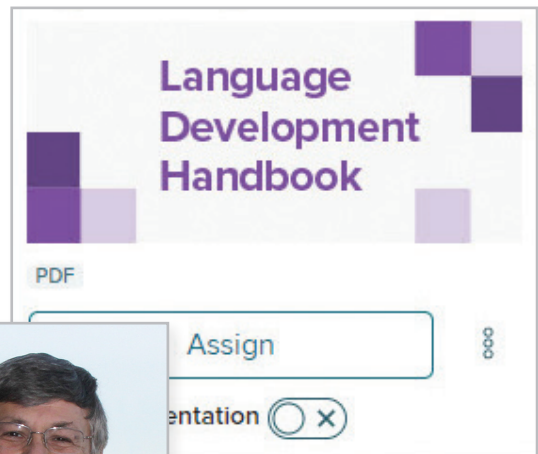 Language
Development
Handbook
PDF
Assign
entation